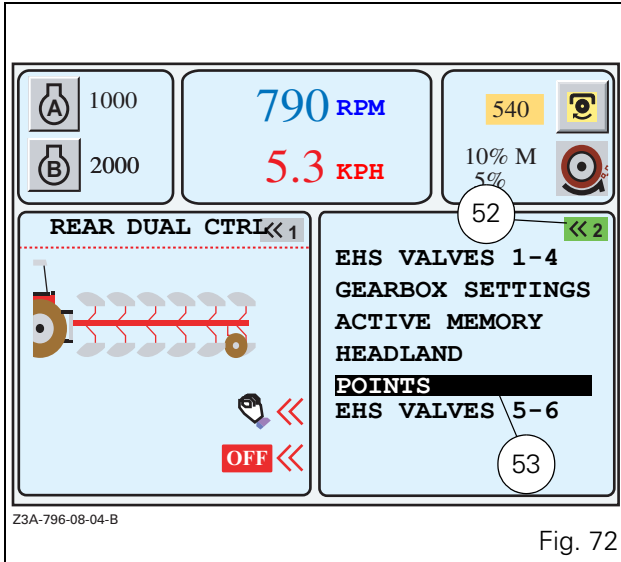 A 1000
B 2000
790 RPM
5.3 KPH
540
10% M
5%
52
REAR DUAL CTRL
<< 1
OFF
<< 2
EHS VALVES 1-4
GEARBOX SETTINGS
ACTIVE MEMORY
HEADLAND
POINTS
EHS VALVES 5-6
53
Z3A-796-08-04-B
Fig. 72